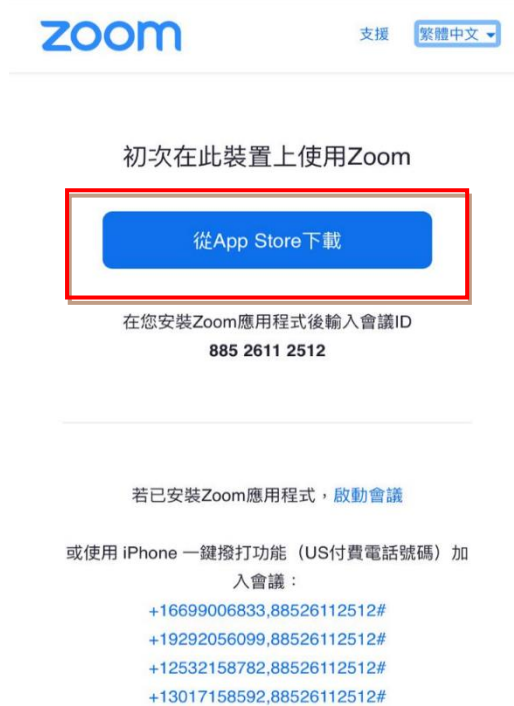 zoom
支援 繁體中文
初次在此裝置上使用Zoom
從App Store下載
在您安裝Zoom應用程式後輸入會議ID
885 2611 2512
若已安裝Zoom應用程式，啟動會議
或使用 iPhone 一鍵撥打功能（US付費電話號碼）加
入會議：
+16699006833,88526112512#
+19292056099,88526112512#
+12532158782,88526112512#
+13017158592,88526112512#